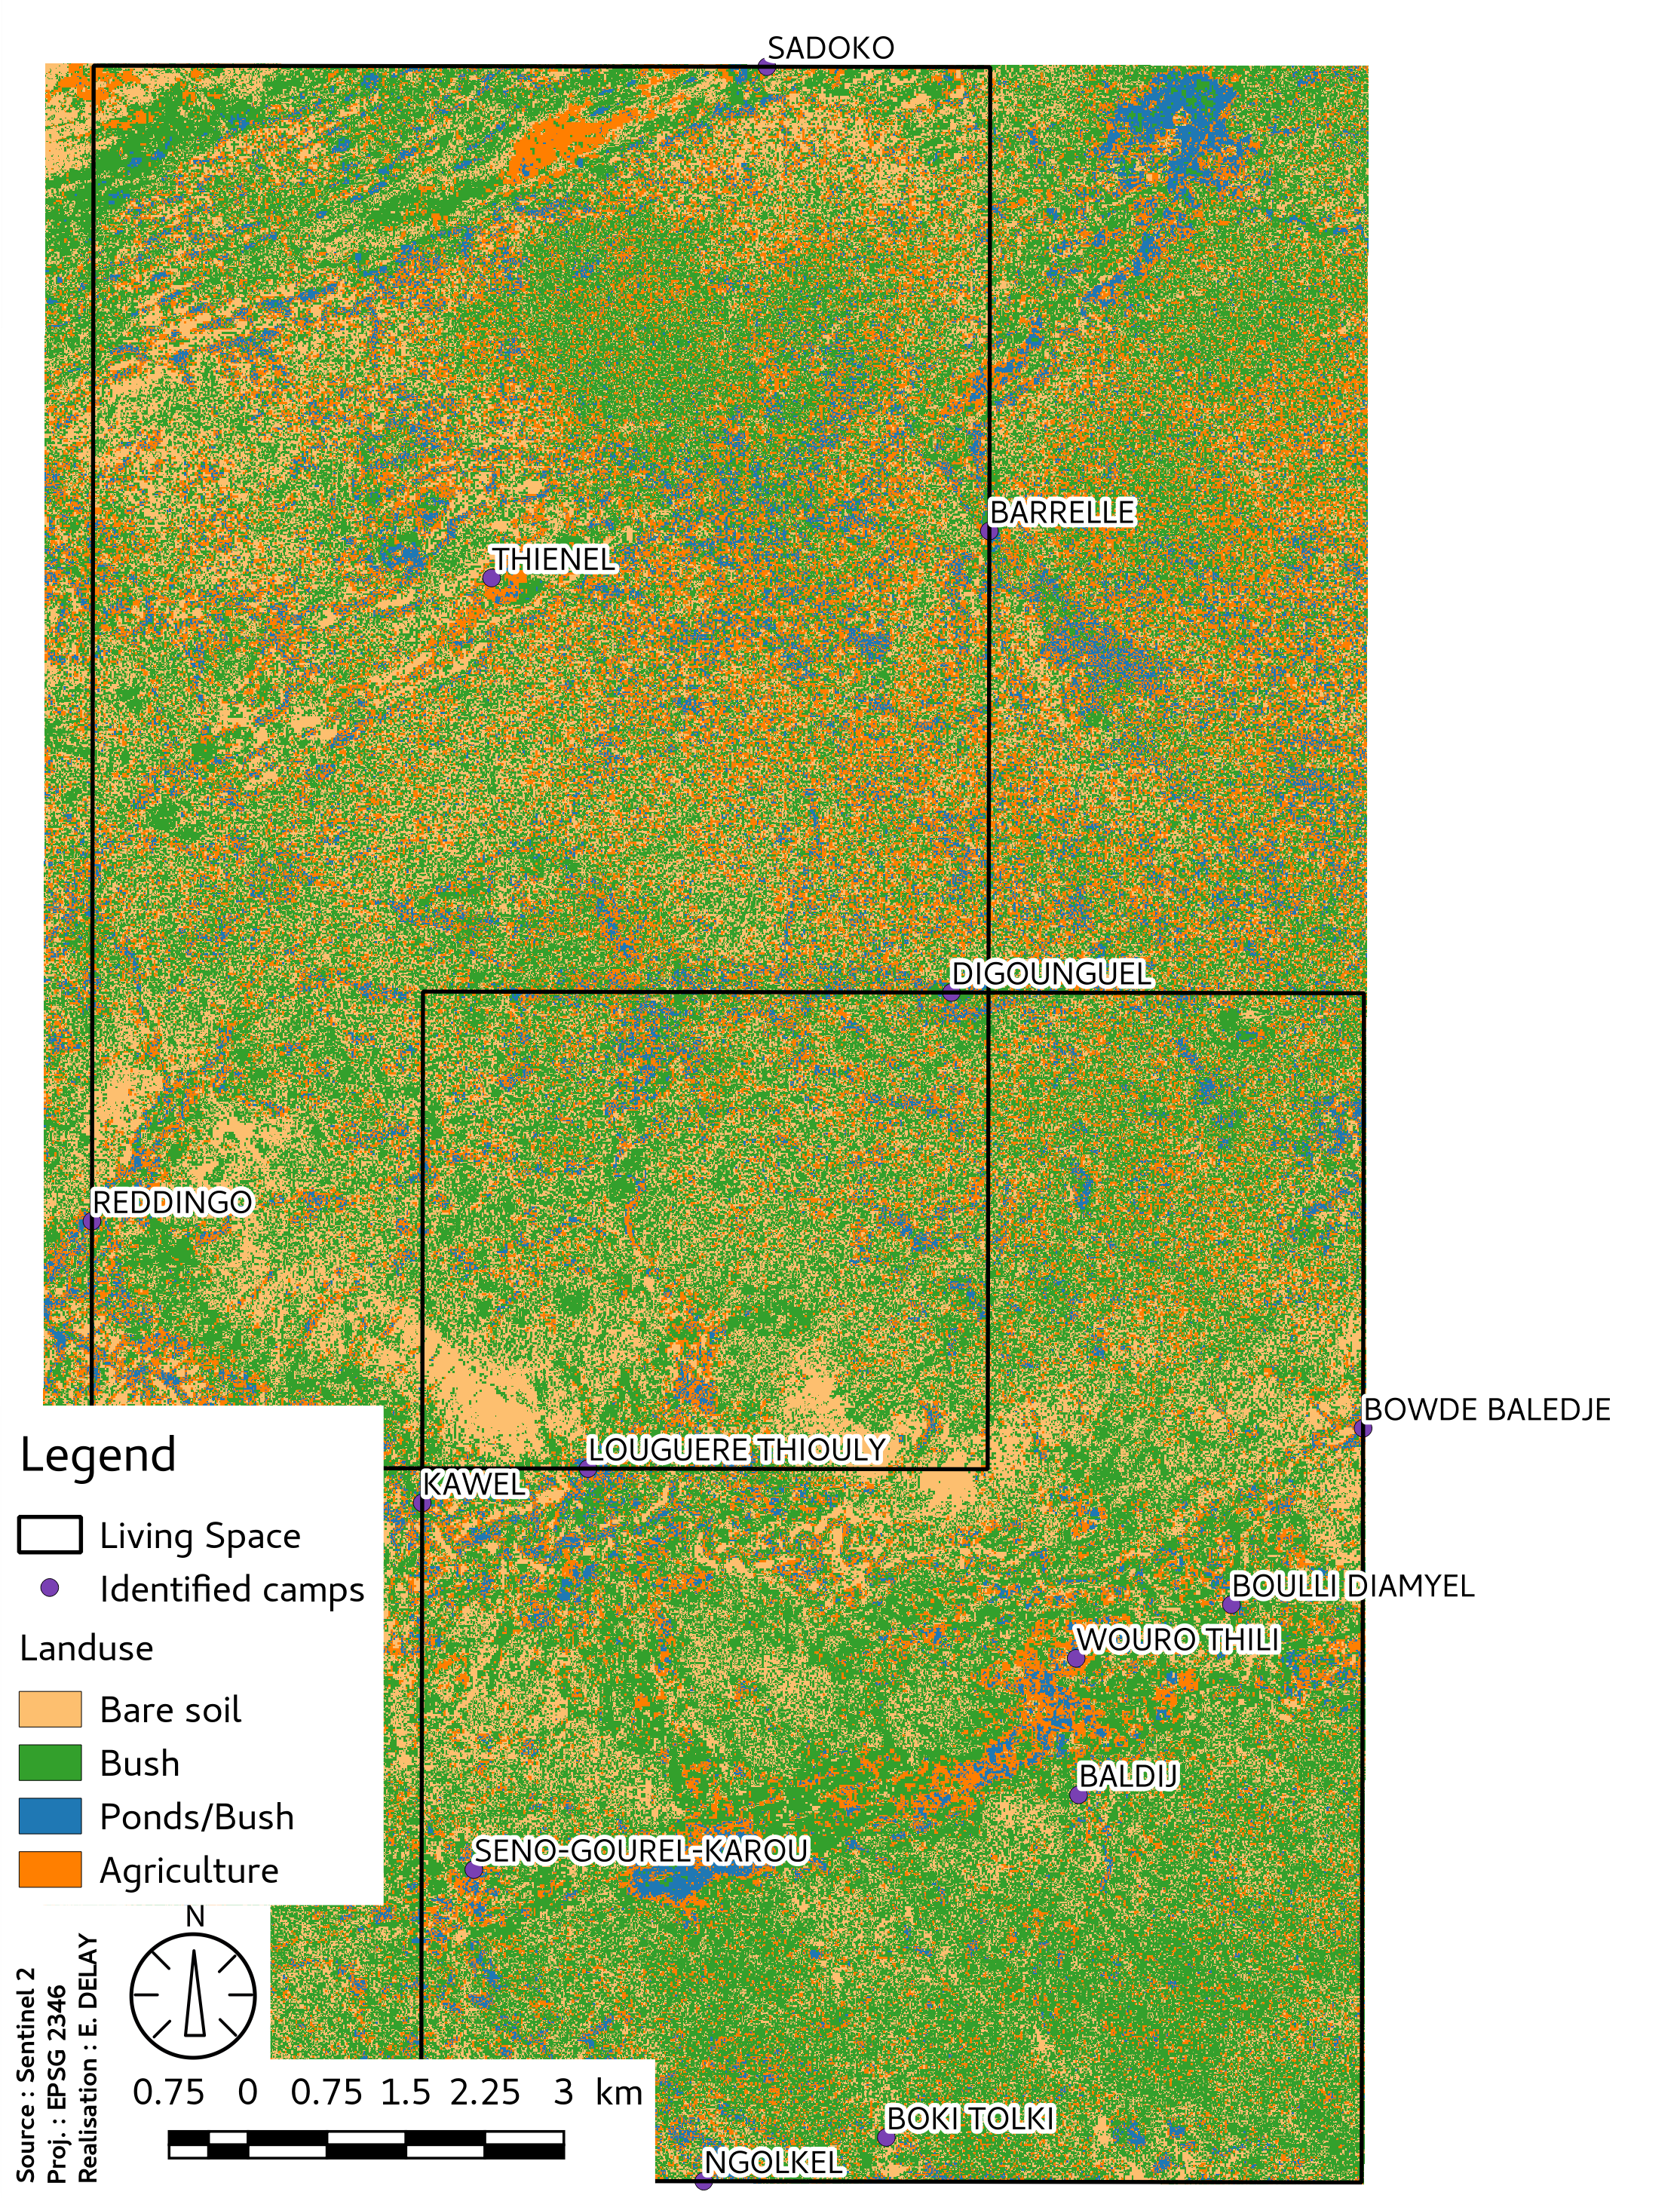 SADOKO
BARRELLE
THIENEL
DIGOUNGUEL
REDDINGO
BOWDE BALEDJE
LOUGUERE THIOULY
KAWEL
BOULLI DIAMYEL
WOURO THILI
BALDIJ
SENO-GOUREL-KAROU
BOKI TOLKI
NGOLKEL
Legend
Living Space
Identified camps
Landuse
Bare soil
Bush
Ponds/Bush
Agriculture
N
Source : Sentinel 2
Proj. : EPSG 2346
Realisation : E. DELAY
0.75 0 0.75 1.5 2.25 3 km